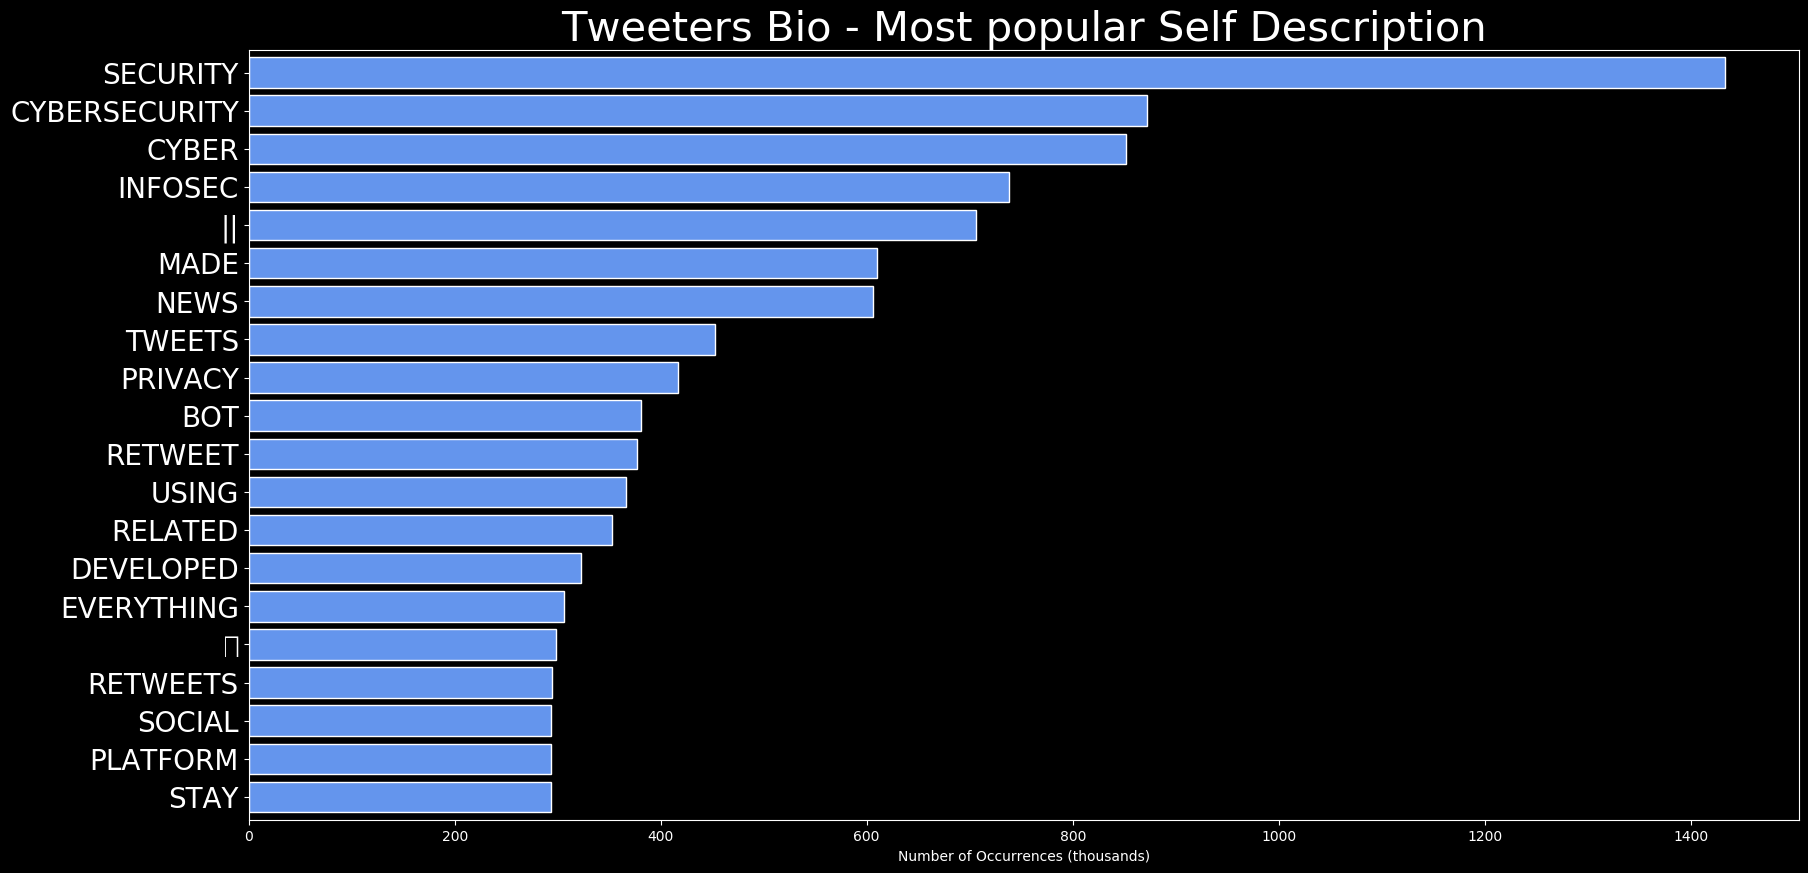 Tweeters Bio - Most popular Self Description
SECURITY
CYBERSECURITY
CYBER
INFOSEC
||
MADE
NEWS
TWEETS
PRIVACY
BOT
RETWEET
USING
RELATED
DEVELOPED
EVERYTHING
RETWEETS
SOCIAL
PLATFORM
STAY
0 200 400 600 800 1000 1200 1400
Number of Occurrences (thousands)